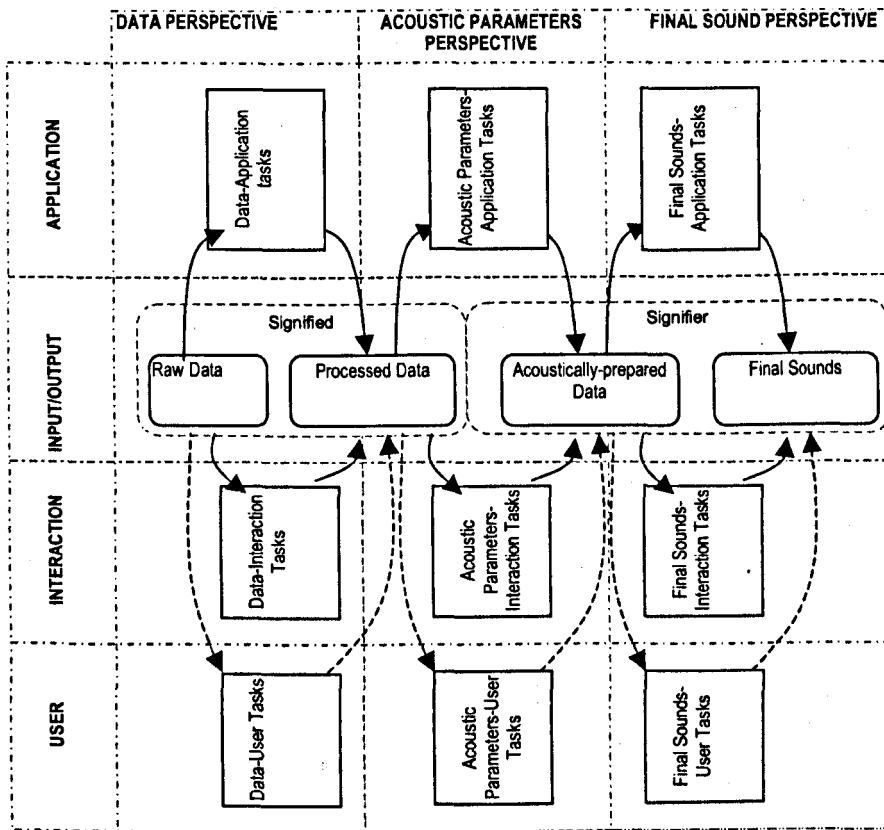 DATA PERSPECTIVE
ACOUSTIC PARAMETERS
PERSPECTIVE
FINAL SOUND PERSPECTIVE
APPLICATION
Data-Application
tasks
Acoustic Parameters-
Application Tasks
Final Sounds-
Application Tasks
INPUT/OUTPUT
Signified
Signifier
Raw Data
Processed Data
Acoustically-prepared
Data
Final Sounds
INTERACTION
Data-Interaction
Tasks
Acoustic
Parameters-
Interaction Tasks
Final Sounds-
Interaction Tasks
USER
Data-User Tasks
Acoustic
Parameters-User
Tasks
Final Sounds-
User Tasks